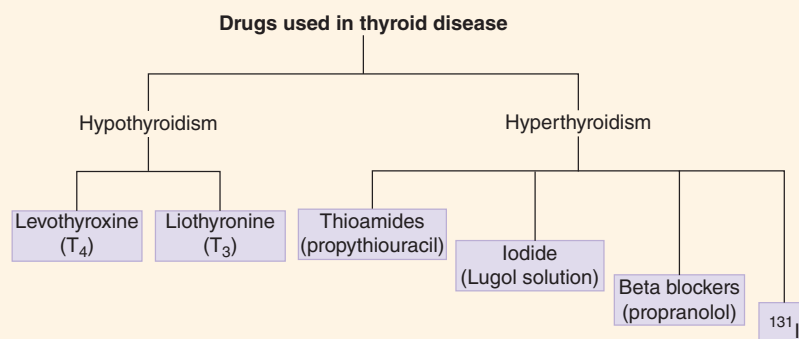 Drugs used in thyroid disease
Hypothyroidism
Hyperthyroidism
Levothyroxine
(T₄)
Liothyronine
(T₃)
Thioamides
(propythiouracil)
Iodide
(Lugol solution)
Beta blockers
(propranolol)
¹³¹I